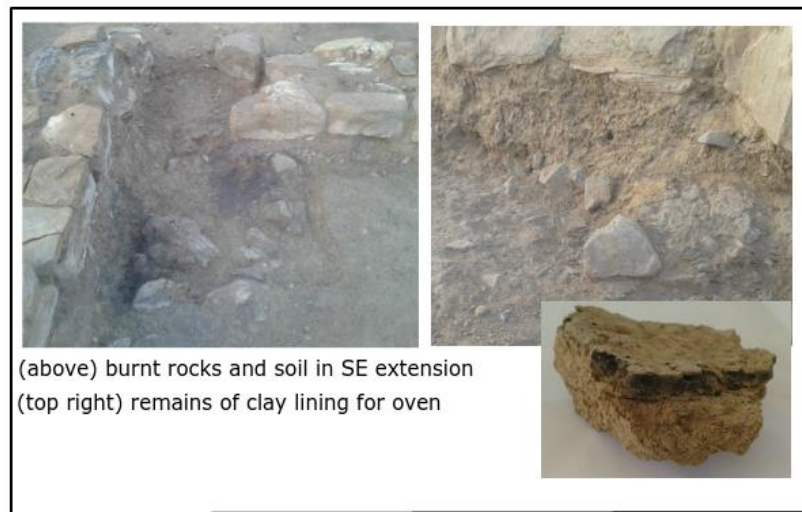 (above) burnt rocks and soil in SE extension
(top right) remains of clay lining for oven